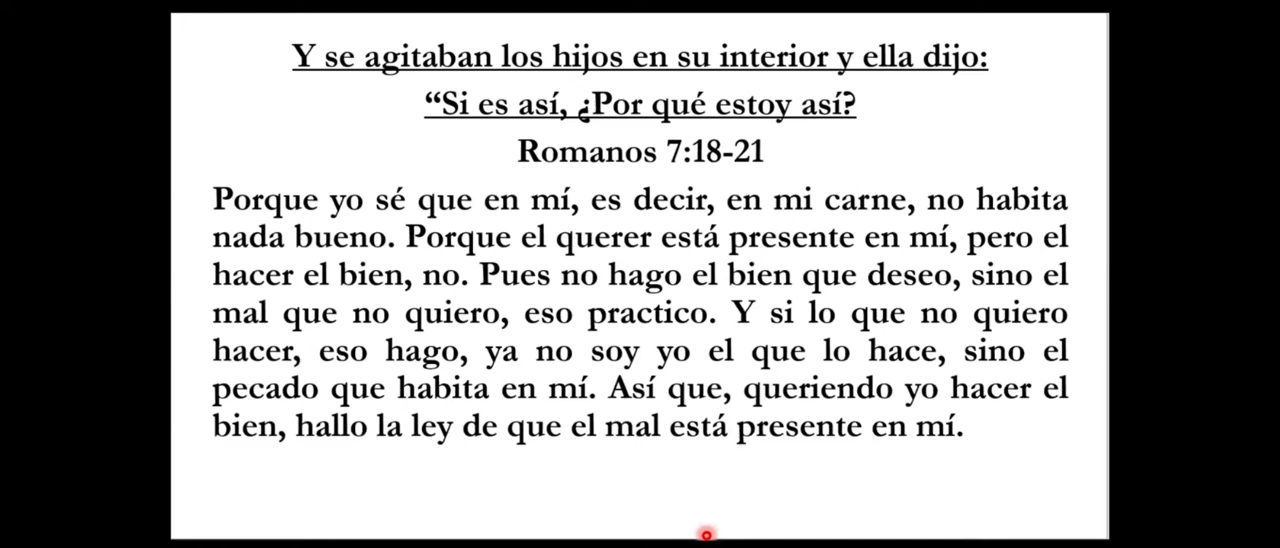 Y se agitaban los hijos en su interior y ella dijo:
“Si es así, ¿Por qué estoy así?
Romanos 7:18-21
Porque yo sé que en mí, es decir, en mi carne, no habita
nada bueno. Porque el querer está presente en mí, pero el
hacer el bien, no. Pues no hago el bien que deseo, sino el
mal que no quiero, eso practico. Y si lo que no quiero
hacer, eso hago, ya no soy yo el que lo hace, sino el
pecado que habita en mí. Así que, queriendo yo hacer el
bien, hallo la ley de que el mal está presente en mí.